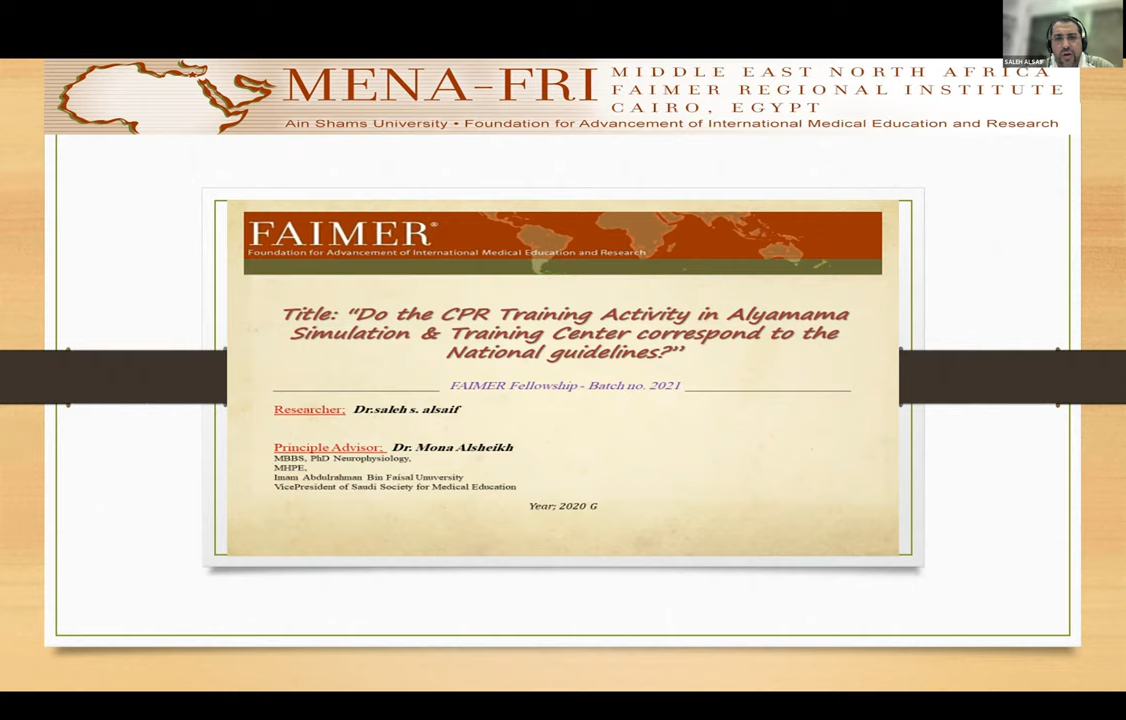 SALEH ALSAIF
MENA-FRI
MIDDLE EAST NORTH AFRICA
FAIMER REGIONAL INSTITUTE
CAIRO, EGYPT
Ain Shams University • Foundation for Advancement of International Medical Education and Research
FAIMER®
Foundation for Advancement of International Medical Education and Research
Title: “Do the CPR Training Activity in Alyamama
Simulation & Training Center correspond to the
National guidelines?”
FAIMER Fellowship - Batch no. 2021
Researcher; Dr.saleh s. alsaif
Principle Advisor; Dr. Mona Alsheikh
MBBS, PhD Neurophysiology,
MHPE,
Imam Abdulrahman Bin Faisal Unuversity
VicePresident of Saudi Society for Medical Education
Year; 2020 G